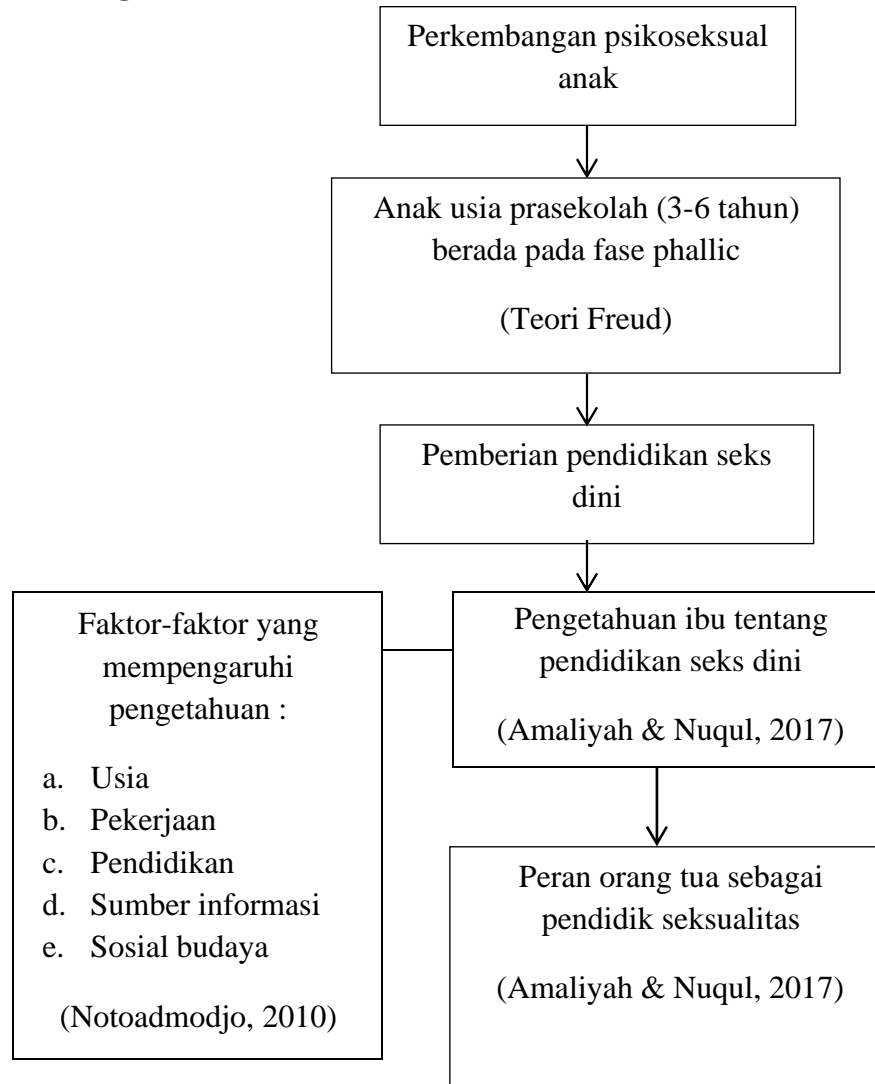 Perkembangan psikoseksual
anak
Anak usia prasekolah (3-6 tahun)
berada pada fase phallic
(Teori Freud)
Pemberian pendidikan seks
dini
Faktor-faktor yang
mempengaruhi
pengetahuan :
a. Usia
b. Pekerjaan
c. Pendidikan
d. Sumber informasi
e. Sosial budaya
(Notoadmodjo, 2010)
Pengetahuan ibu tentang
pendidikan seks dini
(Amaliyah & Nuqul, 2017)
Peran orang tua sebagai
pendidik seksualitas
(Amaliyah & Nuqul, 2017)